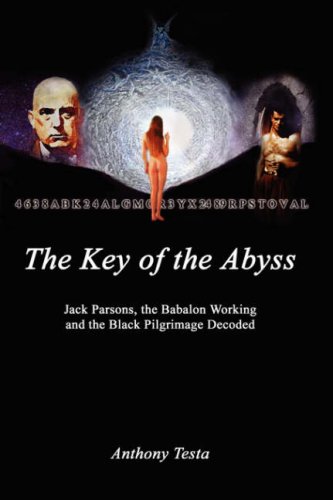 4638ABK24ALGMOR3YX2489RPSTOVAL
The Key of the Abyss
Jack Parsons, the Babalon Working
and the Black Pilgrimage Decoded
Anthony Testa